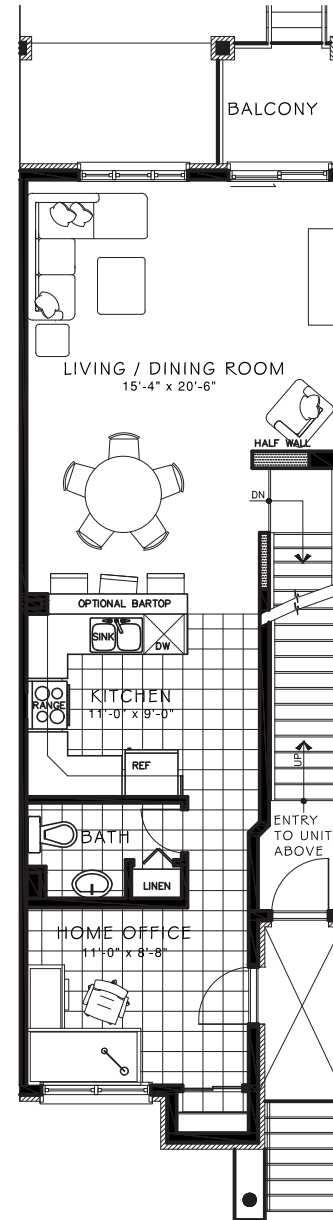 BALCONY
LIVING / DINING ROOM
15'-4" x 20'-6"
HALF WALL
DN
OPTIONAL BARTOP
SINK
DW
KITCHEN
11'-0" x 9'-0"
RANGE
REF
UP
ENTRY
TO UNIT
ABOVE
BATH
LINEN
HOME OFFICE
11'-0" x 8'-8"